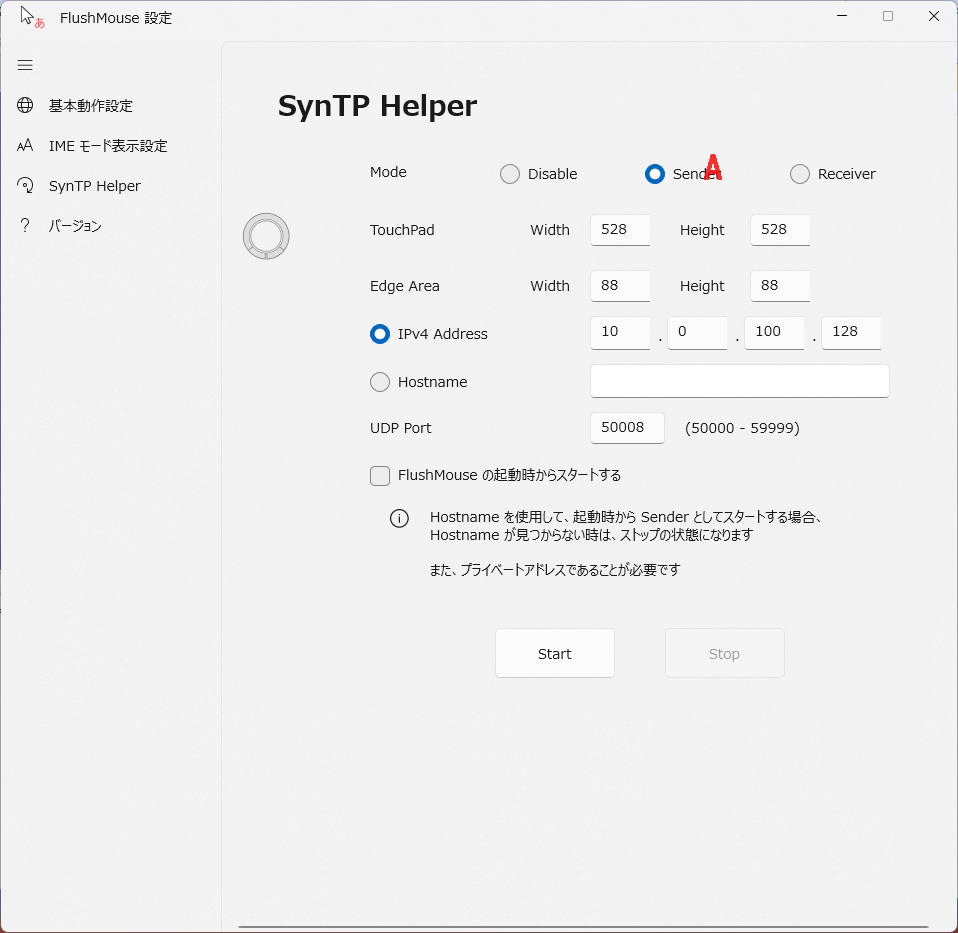 あ FlushMouse 設定
基本動作設定
IME モード表示設定
SynTP Helper
? バージョン
SynTP Helper
Mode Disable Sender A Receiver
TouchPad Width 528 Height 528
Edge Area Width 88 Height 88
IPv4 Address 10 . 0 . 100 . 128
Hostname
UDP Port 50008 (50000 - 59999)
FlushMouse の起動時からスタートする
Hostname を使用して、起動時から Sender としてスタートする場合、
Hostname が見つからない時は、ストップの状態になります
また、プライベートアドレスであることが必要です
Start Stop